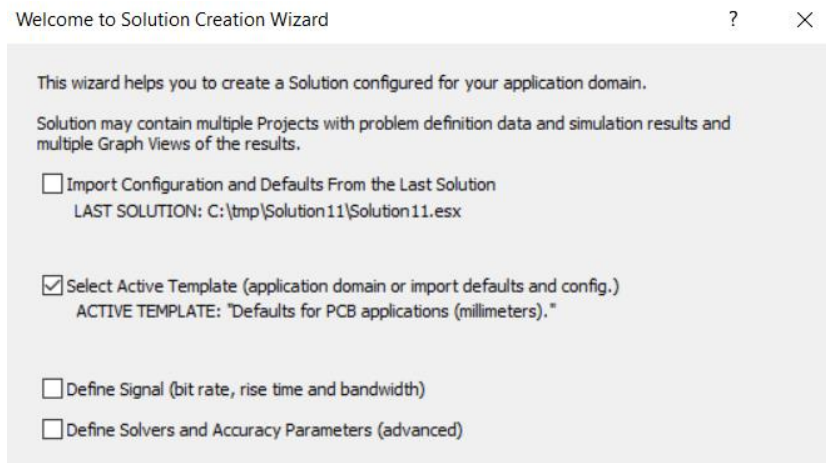 Welcome to Solution Creation Wizard ? ×
This wizard helps you to create a Solution configured for your application domain.
Solution may contain multiple Projects with problem definition data and simulation results and
multiple Graph Views of the results.
Import Configuration and Defaults From the Last Solution
LAST SOLUTION: C:\tmp\Solution11\Solution11.esx
Select Active Template (application domain or import defaults and config.)
ACTIVE TEMPLATE: "Defaults for PCB applications (millimeters)."
Define Signal (bit rate, rise time and bandwidth)
Define Solvers and Accuracy Parameters (advanced)